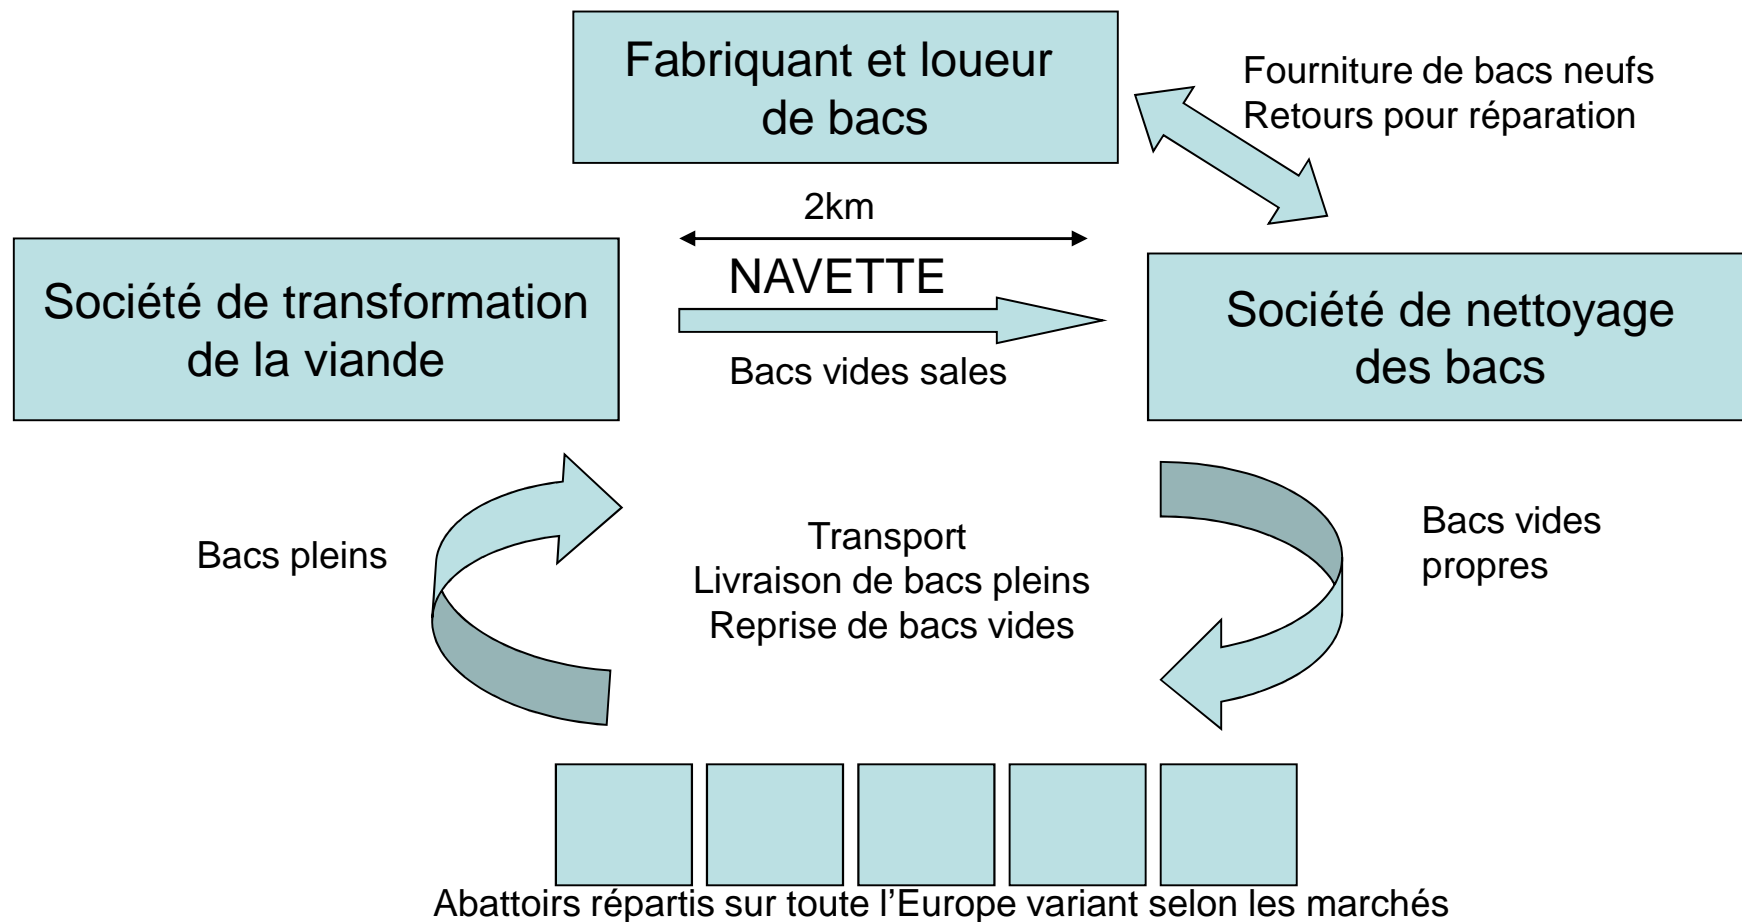 Fabriquant et loueur
de bacs
Fourniture de bacs neufs
Retours pour réparation
2km
NAVETTE
Société de transformation
de la viande
Bacs vides sales
Société de nettoyage
des bacs
Bacs pleins
Transport
Livraison de bacs pleins
Reprise de bacs vides
Bacs vides
propres
Abattoirs répartis sur toute l’Europe variant selon les marchés